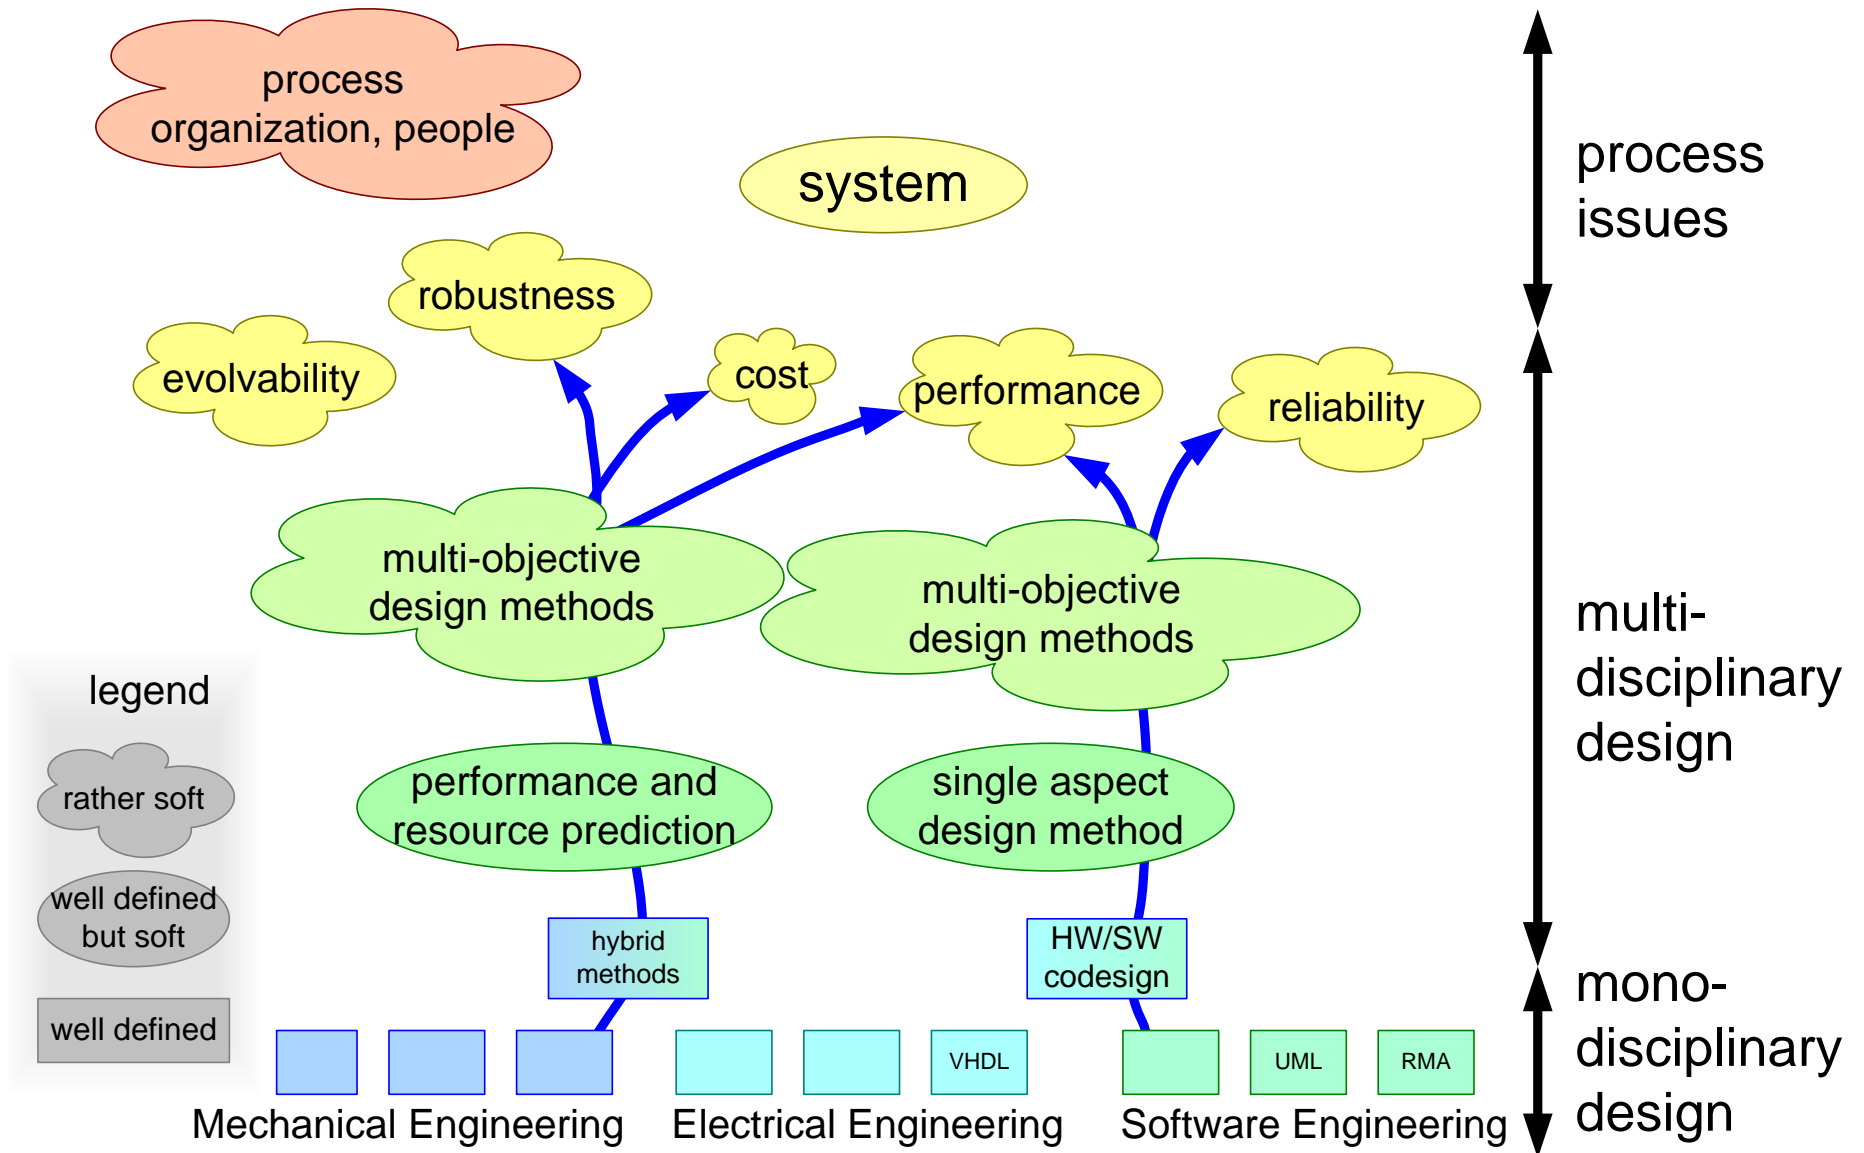 process
organization, people
system
process
issues
robustness
evolvability
cost
performance
reliability
multi-objective
design methods
multi-objective
design methods
multi-
disciplinary
design
legend
rather soft
well defined
but soft
well defined
performance and
resource prediction
single aspect
design method
hybrid
methods
HW/SW
codesign
mono-
disciplinary
design
VHDL
UML
RMA
Mechanical Engineering
Electrical Engineering
Software Engineering